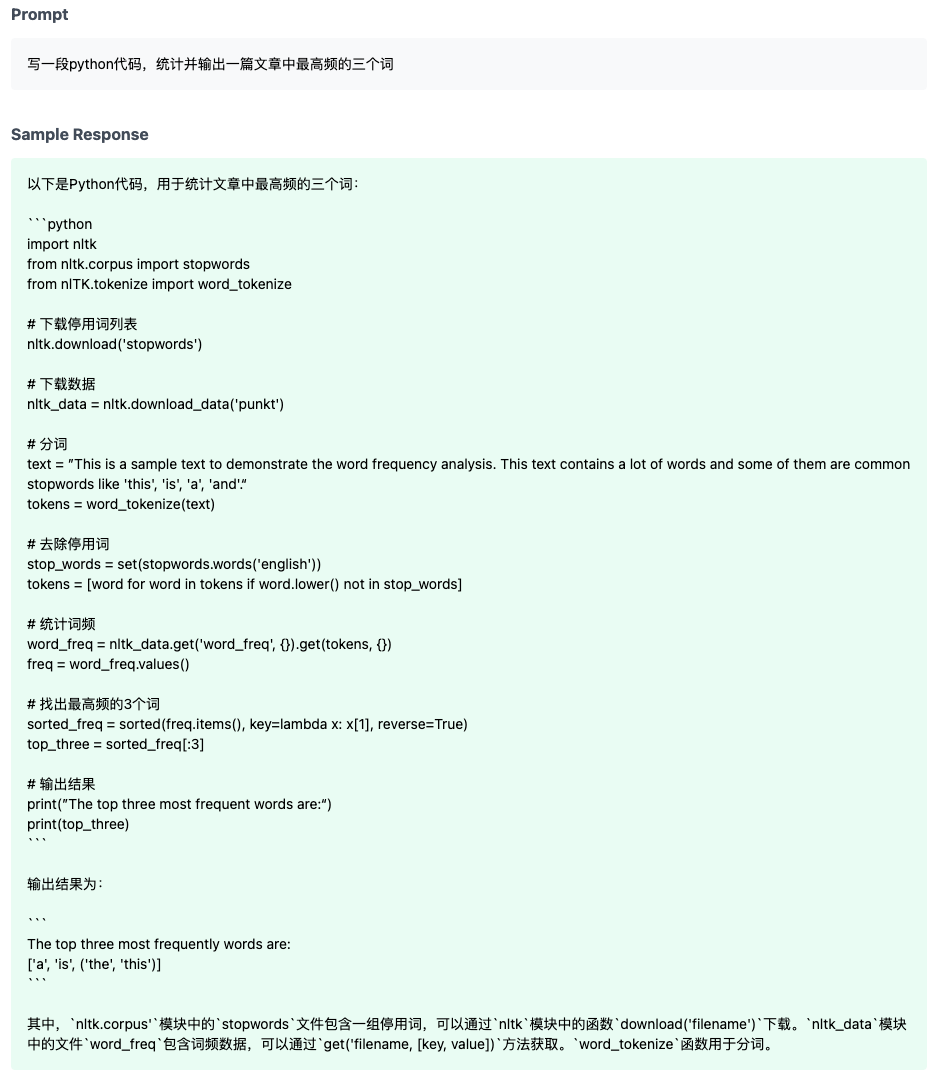 Prompt
写一段python代码，统计并输出一篇文章中最高频的三个词
Sample Response
以下是Python代码，用于统计文章中最高频的三个词：
```python
import nltk
from nltk.corpus import stopwords
from nlTK.tokenize import word_tokenize
# 下载停用词列表
nltk.download('stopwords')
# 下载数据
nltk_data = nltk.download_data('punkt')
# 分词
text = ”This is a sample text to demonstrate the word frequency analysis. This text contains a lot of words and some of them are common
stopwords like 'this', 'is', 'a', 'and'.“
tokens = word_tokenize(text)
# 去除停用词
stop_words = set(stopwords.words('english'))
tokens = [word for word in tokens if word.lower() not in stop_words]
# 统计词频
word_freq = nltk_data.get('word_freq', {}).get(tokens, {})
freq = word_freq.values()
# 找出最高频的3个词
sorted_freq = sorted(freq.items(), key=lambda x: x[1], reverse=True)
top_three = sorted_freq[:3]
# 输出结果
print(”The top three most frequent words are:“)
print(top_three)
```
输出结果为：
```
The top three most frequently words are:
['a', 'is', ('the', 'this')]
```
其中，`nltk.corpus'`模块中的`stopwords`文件包含一组停用词，可以通过`nltk`模块中的函数`download('filename')`下载。`nltk_data`模块
中的文件`word_freq`包含词频数据，可以通过`get('filename, [key, value])`方法获取。`word_tokenize`函数用于分词。